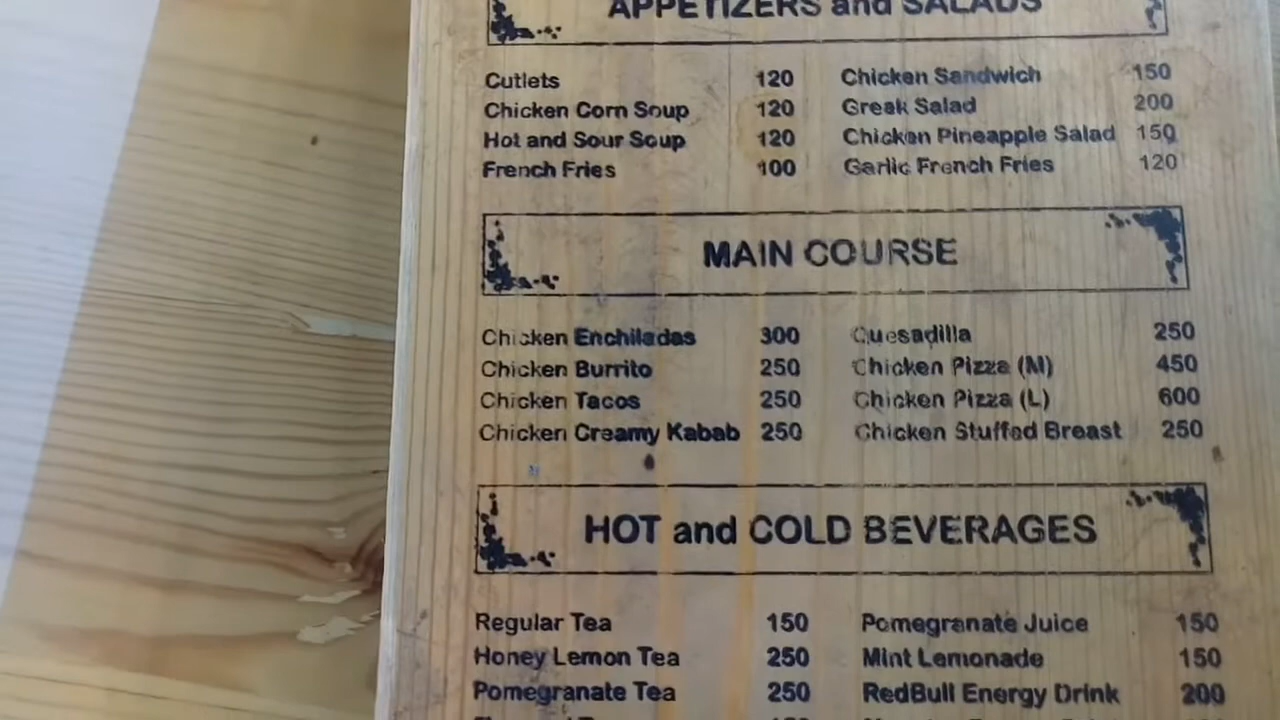 APPETIZERS and SALADS
Cutlets 120 Chicken Sandwich 150
Chicken Corn Soup 120 Greak Salad 200
Hot and Sour Soup 120 Chicken Pineapple Salad 150
French Fries 100 Garlic French Fries 120
MAIN COURSE
Chicken Enchiladas 300 Quesadilla 250
Chicken Burrito 250 Chicken Pizza (M) 450
Chicken Tacos 250 Chicken Pizza (L) 600
Chicken Creamy Kabab 250 Chicken Stuffed Breast 250
HOT and COLD BEVERAGES
Regular Tea 150 Pomegranate Juice 150
Honey Lemon Tea 250 Mint Lemonade 150
Pomegranate Tea 250 RedBull Energy Drink 200